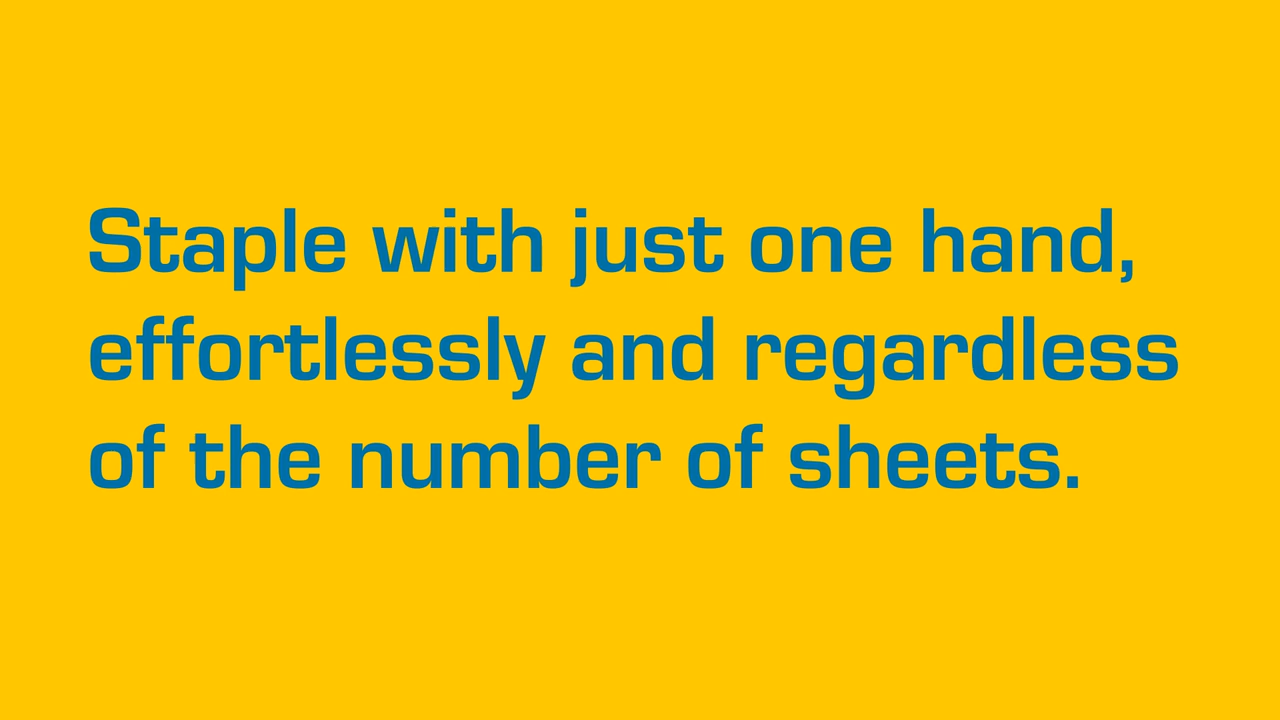 Staple with just one hand,
effortlessly and regardless
of the number of sheets.